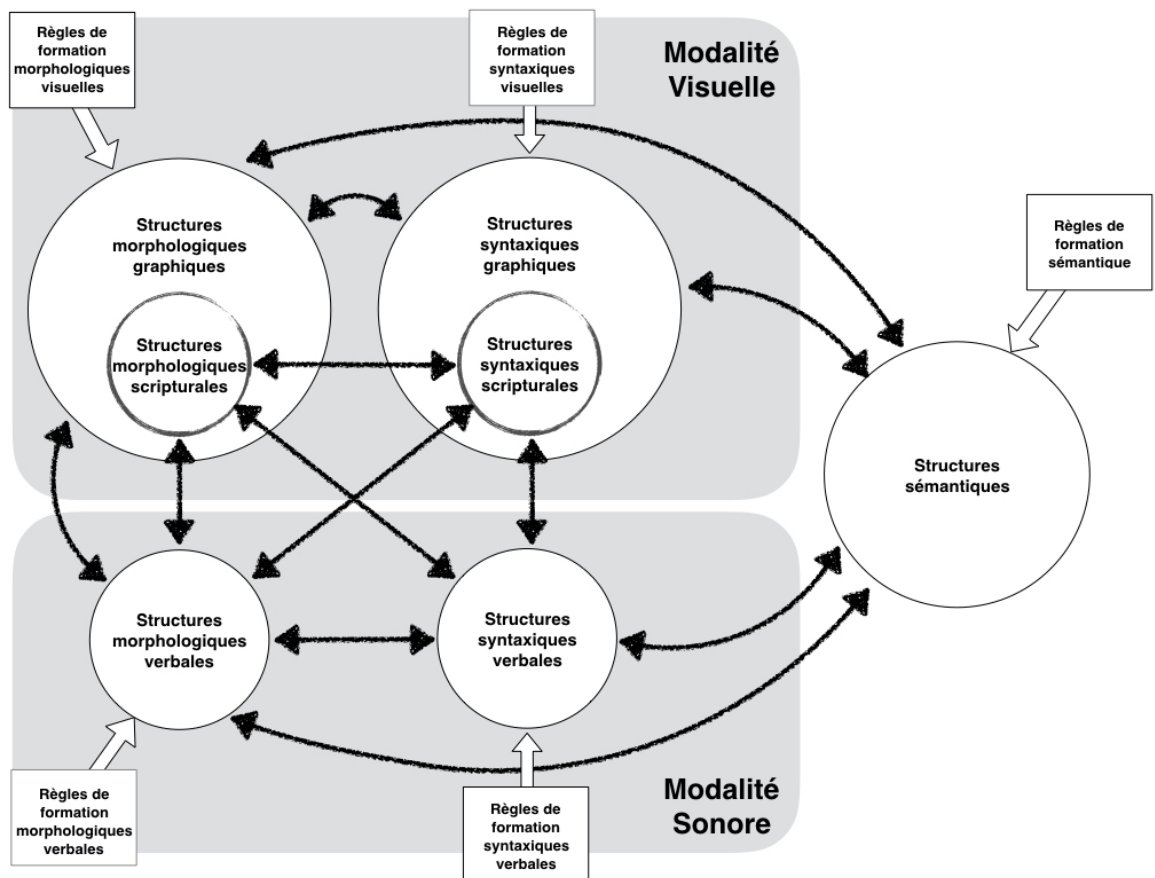 Règles de
formation
morphologiques
visuelles
Règles de
formation
syntaxiques
visuelles
Modalité
Visuelle
Structures
morphologiques
graphiques
Structures
syntaxiques
graphiques
Règles de
formation
sémantique
Structures
morphologiques
scripturales
Structures
syntaxiques
scripturales
Structures
sémantiques
Structures
morphologiques
verbales
Structures
syntaxiques
verbales
Règles de
formation
morphologiques
verbales
Règles de
formation
syntaxiques
verbales
Modalité
Sonore